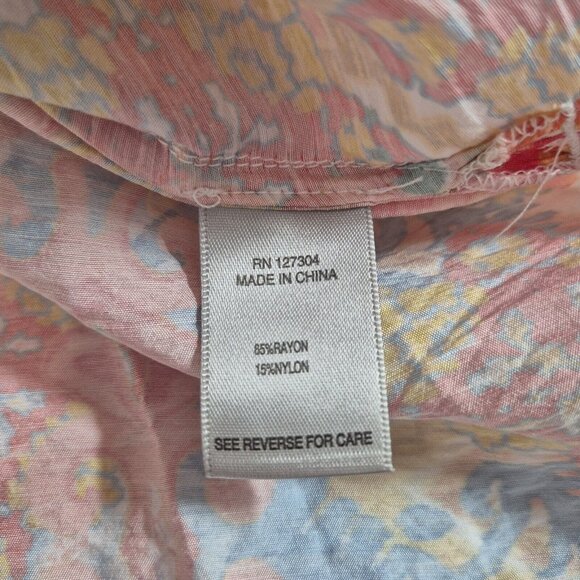 RN 127304
MADE IN CHINA
85%RAYON
15%NYLON
SEE REVERSE FOR CARE